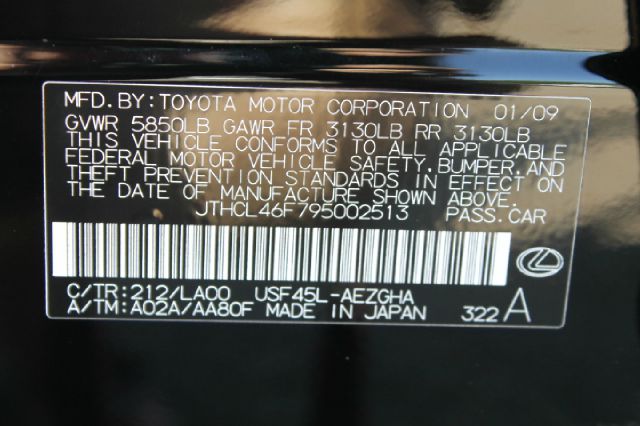 MFD.BY:TOYOTA MOTOR CORPORATION 01/09
GVWR 5850LB GAWR FR 3130LB RR 3130LB
THIS VEHICLE CONFORMS TO ALL APPLICABLE
FEDERAL MOTOR VEHICLE SAFETY,BUMPER,AND
THEFT PREVENTION STANDARDS IN EFFECT ON
THE DATE OF MANUFACTURE SHOWN ABOVE.
JTHCL46F795002513 PASS.CAR
C/TR:212/LA00 USF45L-AEZGHA
A/TM:A02A/AA80F MADE IN JAPAN 322 A